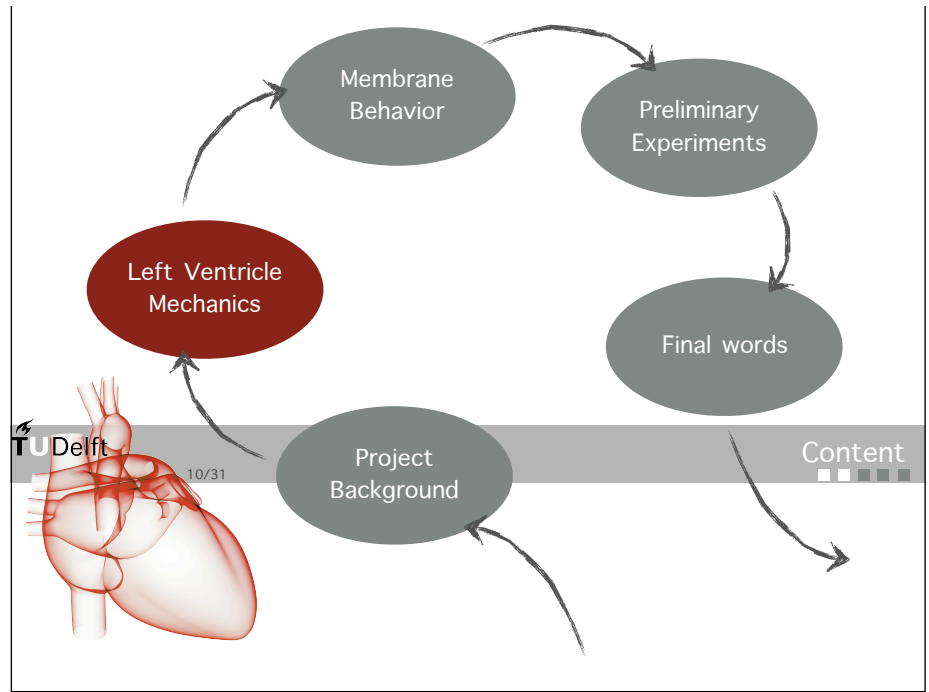 Membrane
Behavior
Preliminary
Experiments
Left Ventricle
Mechanics
Final words
TUDelft
Content
Project
Background
10/31